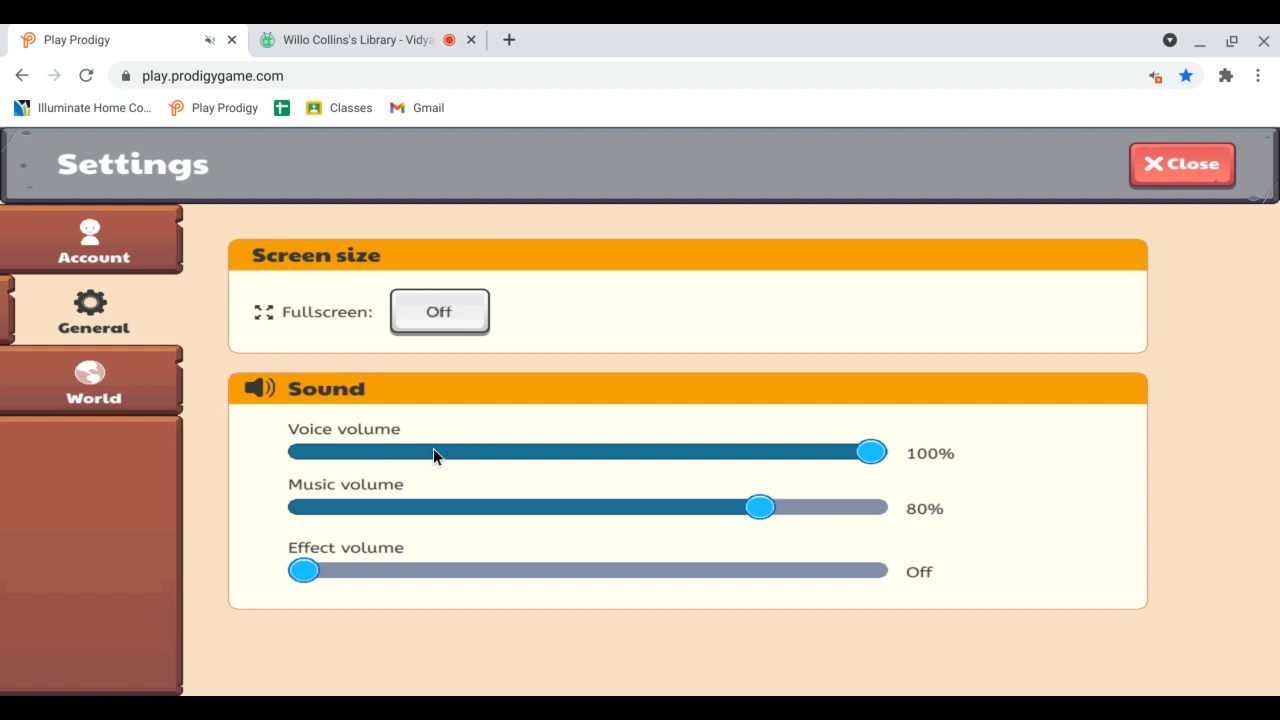 Play Prodigy
Willo Collins's Library - Vidya
play.prodigygame.com
Illuminate Home Co... Play Prodigy Classes Gmail
Settings
Close
Account
General
World
Screen size
Fullscreen: Off
Sound
Voice volume
100%
Music volume
80%
Effect volume
Off